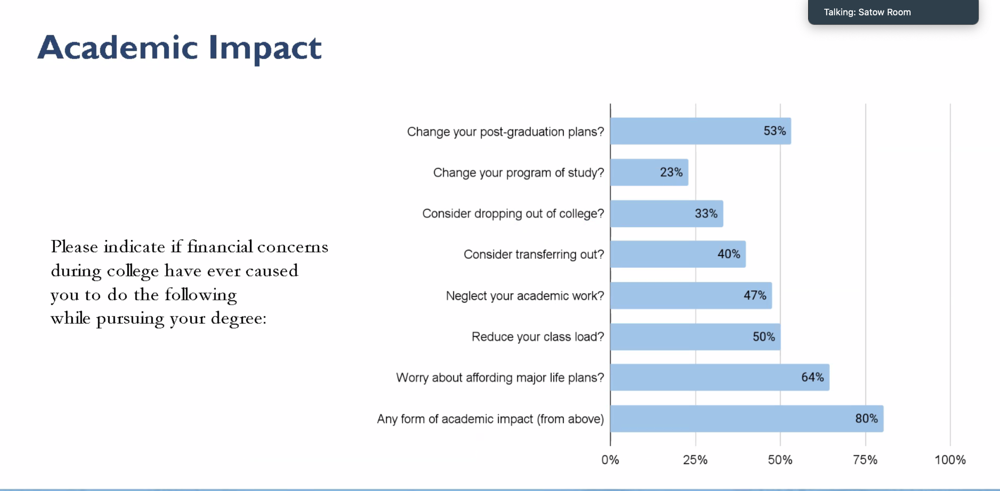 Talking: Satow Room
Academic Impact
Please indicate if financial concerns
during college have ever caused
you to do the following
while pursuing your degree:
Change your post-graduation plans? 53%
Change your program of study? 23%
Consider dropping out of college? 33%
Consider transferring out? 40%
Neglect your academic work? 47%
Reduce your class load? 50%
Worry about affording major life plans? 64%
Any form of academic impact (from above) 80%
0% 25% 50% 75% 100%